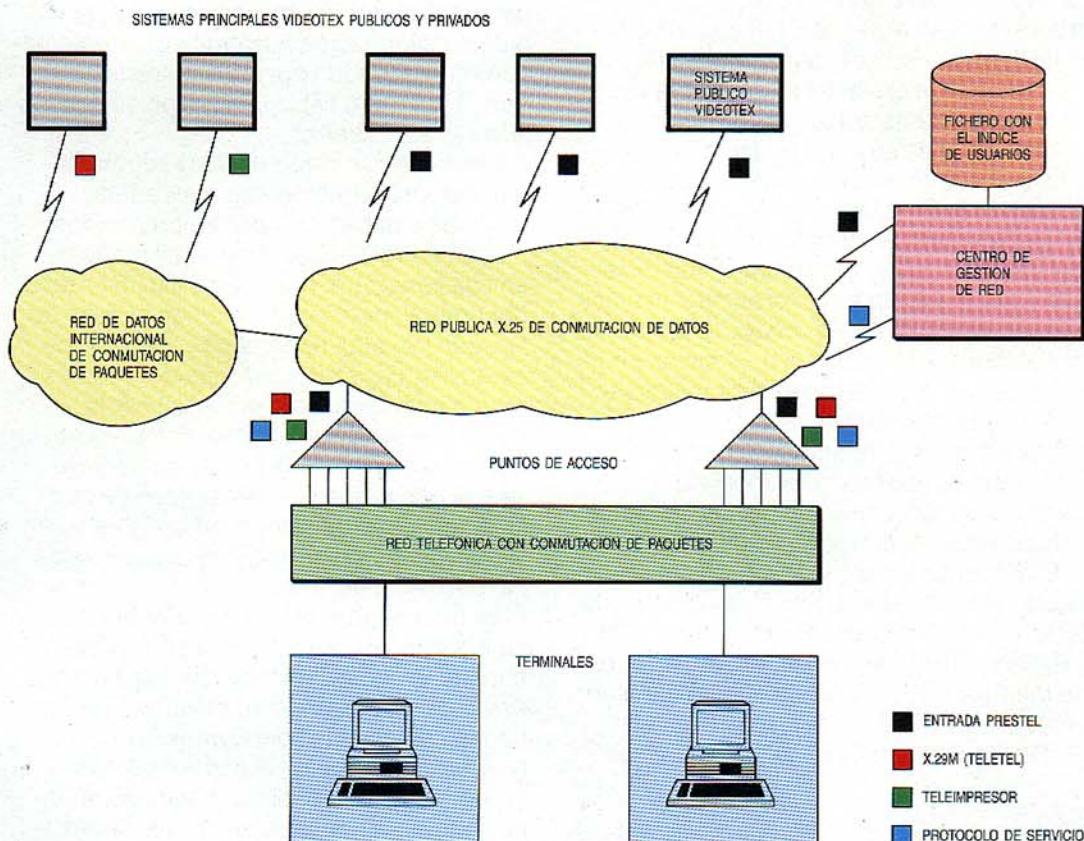 SISTEMAS PRINCIPALES VIDEOTEX PUBLICOS Y PRIVADOS
SISTEMA
PUBLICO
VIDEOTEX
FICHERO CON
EL INDICE
DE USUARIOS
CENTRO DE
GESTION
DE RED
RED DE DATOS
INTERNACIONAL
DE CONMUTACION
DE PAQUETES
RED PUBLICA X.25 DE CONMUTACION DE DATOS
PUNTOS DE ACCESO
RED TELEFONICA CON CONMUTACION DE PAQUETES
TERMINALES
ENTRADA PRESTEL
X.29M (TELETEL)
TELEIMPRESOR
PROTOCOLO DE SERVICIO